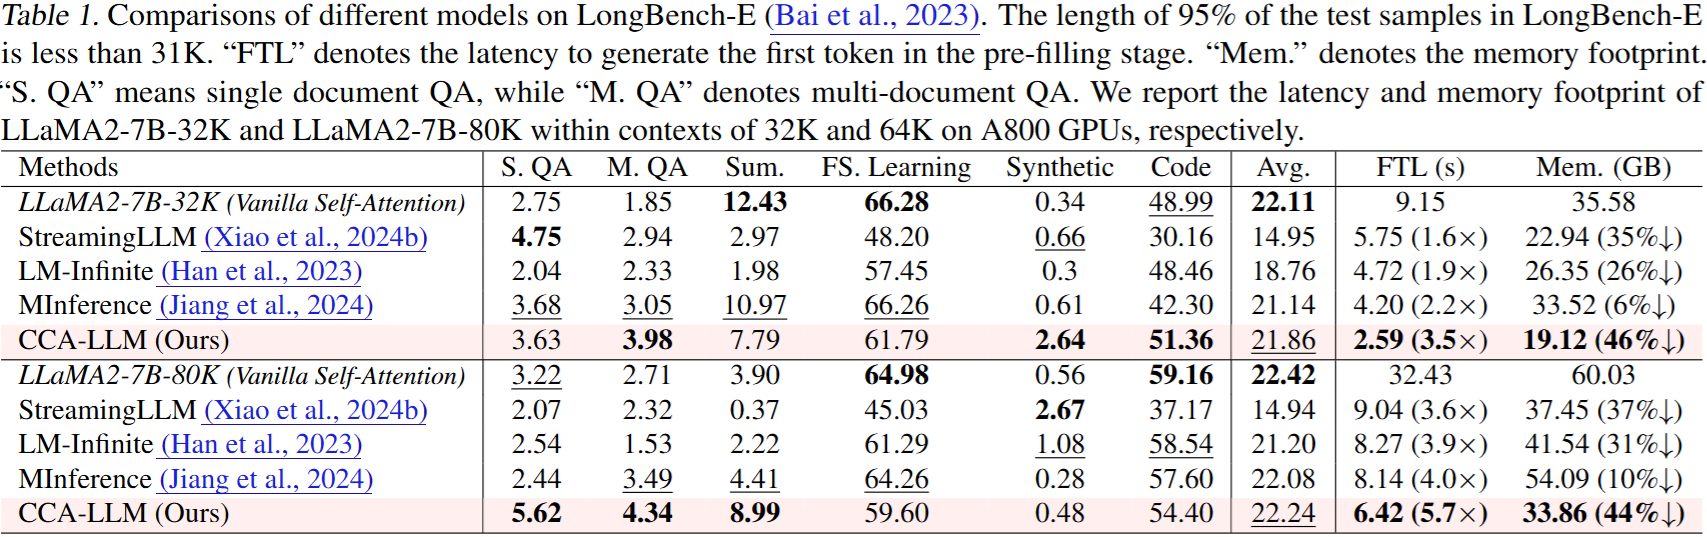 Table 1. Comparisons of different models on LongBench-E (Bai et al., 2023). The length of 95% of the test samples in LongBench-E
is less than 31K. “FTL” denotes the latency to generate the first token in the pre-filling stage. “Mem.” denotes the memory footprint.
“S. QA” means single document QA, while “M. QA” denotes multi-document QA. We report the latency and memory footprint of
LLaMA2-7B-32K and LLaMA2-7B-80K within contexts of 32K and 64K on A800 GPUs, respectively.
Methods S. QA M. QA Sum. FS. Learning Synthetic Code Avg. FTL (s) Mem. (GB)
LLaMA2-7B-32K (Vanilla Self-Attention) 2.75 1.85 12.43 66.28 0.34 48.99 22.11 9.15 35.58
StreamingLLM (Xiao et al., 2024b) 4.75 2.94 2.97 48.20 0.66 30.16 14.95 5.75 (1.6×) 22.94 (35%↓)
LM-Infinite (Han et al., 2023) 2.04 2.33 1.98 57.45 0.3 48.46 18.76 4.72 (1.9×) 26.35 (26%↓)
MInference (Jiang et al., 2024) 3.68 3.05 10.97 66.26 0.61 42.30 21.14 4.20 (2.2×) 33.52 (6%↓)
CCA-LLM (Ours) 3.63 3.98 7.79 61.79 2.64 51.36 21.86 2.59 (3.5×) 19.12 (46%↓)
LLaMA2-7B-80K (Vanilla Self-Attention) 3.22 2.71 3.90 64.98 0.56 59.16 22.42 32.43 60.03
StreamingLLM (Xiao et al., 2024b) 2.07 2.32 0.37 45.03 2.67 37.17 14.94 9.04 (3.6×) 37.45 (37%↓)
LM-Infinite (Han et al., 2023) 2.54 1.53 2.22 61.29 1.08 58.54 21.20 8.27 (3.9×) 41.54 (31%↓)
MInference (Jiang et al., 2024) 2.44 3.49 4.41 64.26 0.28 57.60 22.08 8.14 (4.0×) 54.09 (10%↓)
CCA-LLM (Ours) 5.62 4.34 8.99 59.60 0.48 54.40 22.24 6.42 (5.7×) 33.86 (44%↓)